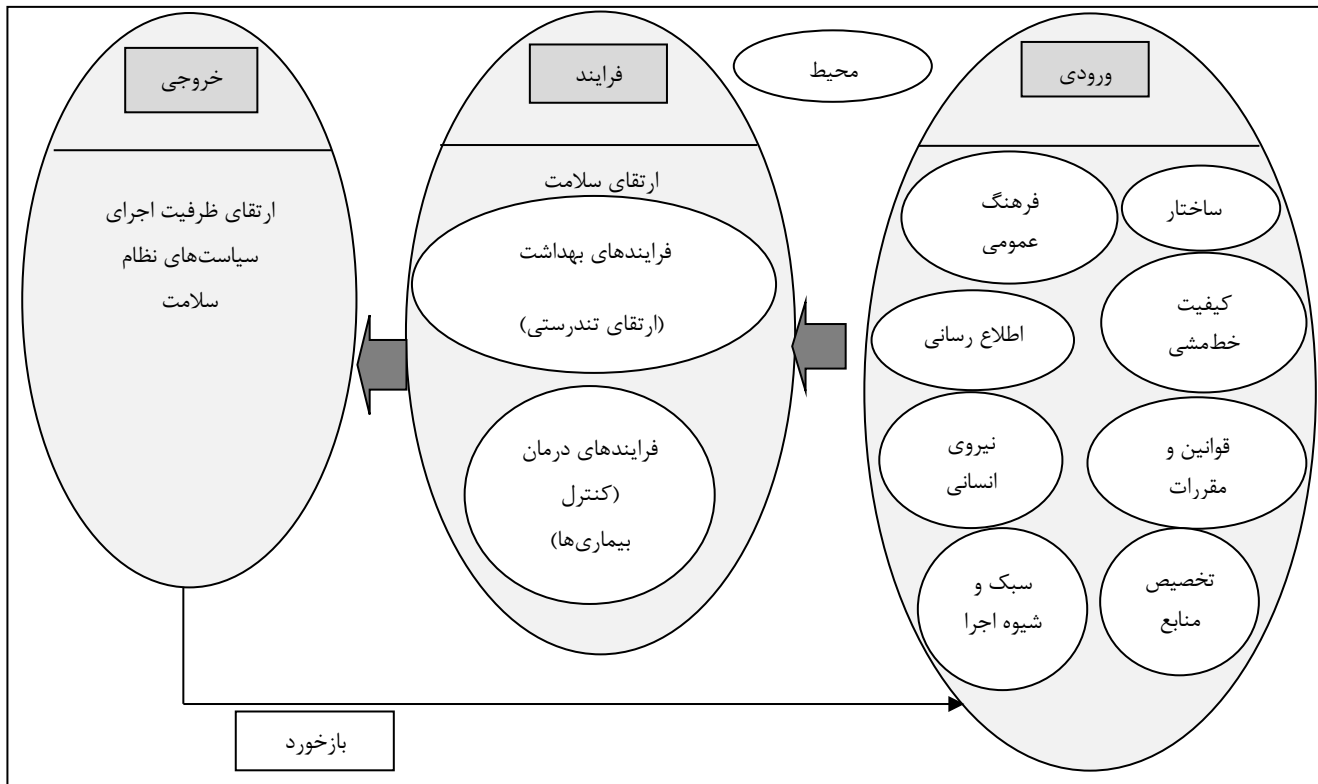 ورودی
ساختار
فرهنگ
عمومی
کیفیت
خط‌مشی
اطلاع رسانی
قوانین و
مقررات
نیروی
انسانی
تخصیص
منابع
سبک و
شیوه اجرا
محیط
فرایند
ارتقای سلامت
فرایندهای بهداشت
(ارتقای تندرستی)
فرایندهای درمان
(کنترل
بیماری‌ها)
خروجی
ارتقای ظرفیت اجرای
سیاست‌های نظام
سلامت
بازخورد